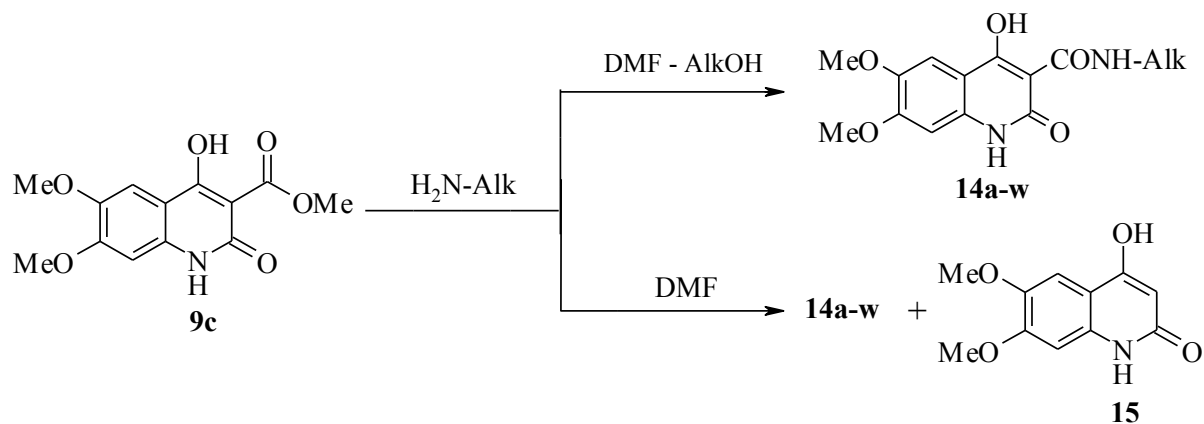 OH
CONH-Alk
MeO
MeO
N
H
O
14a-w
DMF - AlkOH
OH
O
MeO
OMe
MeO
N
H
O
9c
H₂N-Alk
DMF
14a-w + 
OH
MeO
MeO
N
H
O
15